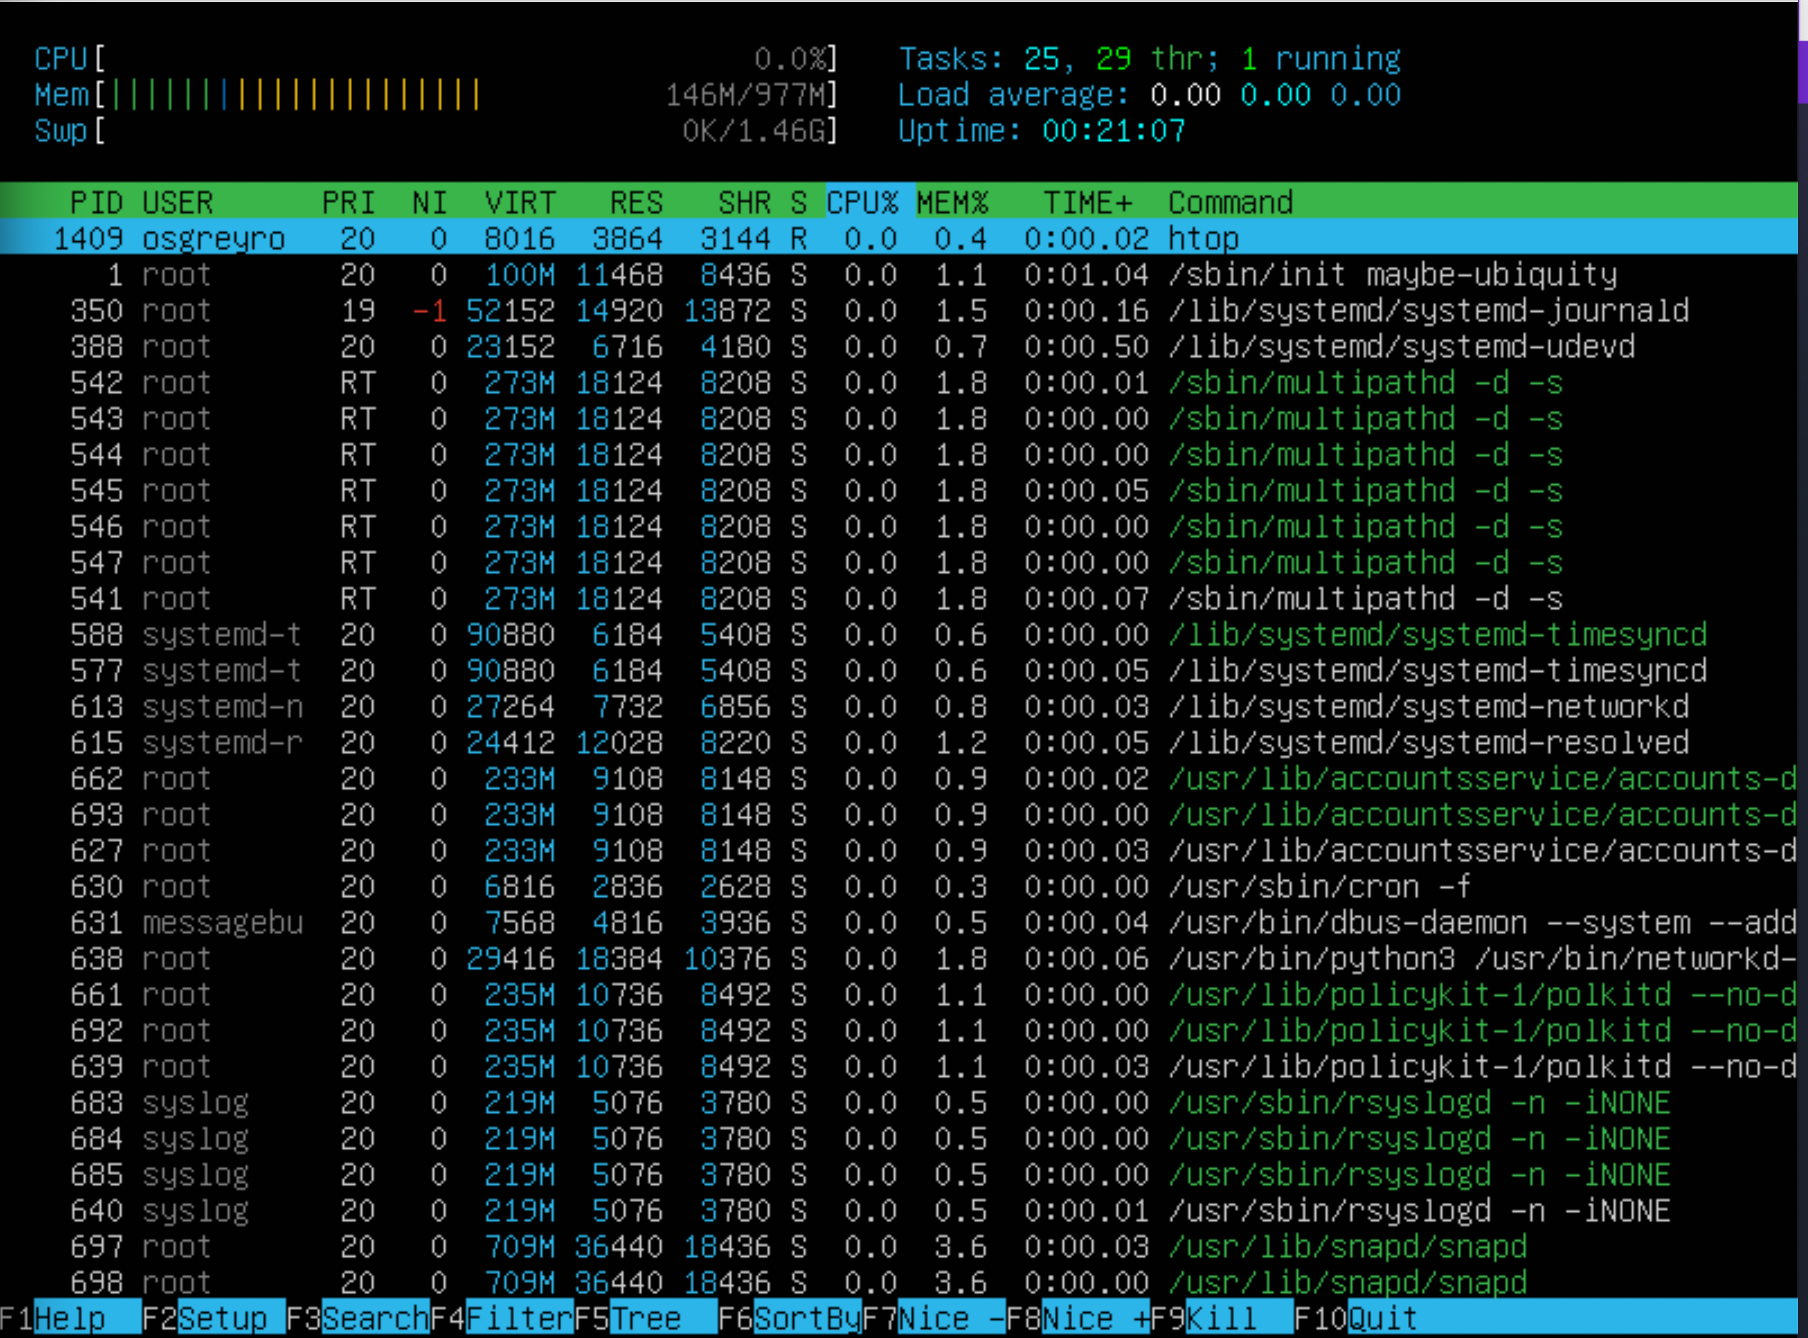 CPU[ 0.0%] Tasks: 25, 29 thr; 1 running
Mem[||||||||||||||||||||||| 146M/977M] Load average: 0.00 0.00 0.00
Swp[ 0K/1.46G] Uptime: 00:21:07
PID USER PRI NI VIRT RES SHR S CPU% MEM% TIME+ Command
1409 osgreyro 20 0 8016 3864 3144 R 0.0 0.4 0:00.02 htop
1 root 20 0 100M 11468 8436 S 0.0 1.1 0:01.04 /sbin/init maybe-ubiquity
350 root 19 -1 52152 14920 13872 S 0.0 1.5 0:00.16 /lib/systemd/systemd-journald
388 root 20 0 23152 6716 4180 S 0.0 0.7 0:00.50 /lib/systemd/systemd-udevd
542 root RT 0 273M 18124 8208 S 0.0 1.8 0:00.01 /sbin/multipathd -d -s
543 root RT 0 273M 18124 8208 S 0.0 1.8 0:00.00 /sbin/multipathd -d -s
544 root RT 0 273M 18124 8208 S 0.0 1.8 0:00.00 /sbin/multipathd -d -s
545 root RT 0 273M 18124 8208 S 0.0 1.8 0:00.05 /sbin/multipathd -d -s
546 root RT 0 273M 18124 8208 S 0.0 1.8 0:00.00 /sbin/multipathd -d -s
547 root RT 0 273M 18124 8208 S 0.0 1.8 0:00.00 /sbin/multipathd -d -s
541 root RT 0 273M 18124 8208 S 0.0 1.8 0:00.07 /sbin/multipathd -d -s
588 systemd-t 20 0 90880 6184 5408 S 0.0 0.6 0:00.00 /lib/systemd/systemd-timesyncd
577 systemd-t 20 0 90880 6184 5408 S 0.0 0.6 0:00.05 /lib/systemd/systemd-timesyncd
613 systemd-n 20 0 27264 7732 6856 S 0.0 0.8 0:00.03 /lib/systemd/systemd-networkd
615 systemd-r 20 0 24412 12028 8220 S 0.0 1.2 0:00.05 /lib/systemd/systemd-resolved
662 root 20 0 233M 9108 8148 S 0.0 0.9 0:00.02 /usr/lib/accountsservice/accounts-d
693 root 20 0 233M 9108 8148 S 0.0 0.9 0:00.00 /usr/lib/accountsservice/accounts-d
627 root 20 0 233M 9108 8148 S 0.0 0.9 0:00.03 /usr/lib/accountsservice/accounts-d
630 root 20 0 6816 2836 2628 S 0.0 0.3 0:00.00 /usr/sbin/cron -f
631 messagebu 20 0 7568 4816 3936 S 0.0 0.5 0:00.04 /usr/bin/dbus-daemon --system --add
638 root 20 0 29416 18384 10376 S 0.0 1.8 0:00.06 /usr/bin/python3 /usr/bin/networkd-
661 root 20 0 235M 10736 8492 S 0.0 1.1 0:00.00 /usr/lib/policykit-1/polkitd --no-d
692 root 20 0 235M 10736 8492 S 0.0 1.1 0:00.00 /usr/lib/policykit-1/polkitd --no-d
639 root 20 0 235M 10736 8492 S 0.0 1.1 0:00.03 /usr/lib/policykit-1/polkitd --no-d
683 syslog 20 0 219M 5076 3780 S 0.0 0.5 0:00.00 /usr/sbin/rsyslogd -n -iNONE
684 syslog 20 0 219M 5076 3780 S 0.0 0.5 0:00.00 /usr/sbin/rsyslogd -n -iNONE
685 syslog 20 0 219M 5076 3780 S 0.0 0.5 0:00.00 /usr/sbin/rsyslogd -n -iNONE
640 syslog 20 0 219M 5076 3780 S 0.0 0.5 0:00.01 /usr/sbin/rsyslogd -n -iNONE
697 root 20 0 709M 36440 18436 S 0.0 3.6 0:00.03 /usr/lib/snapd/snapd
698 root 20 0 709M 36440 18436 S 0.0 3.6 0:00.00 /usr/lib/snapd/snapd
F1Help F2Setup F3SearchF4FilterF5Tree F6SortByF7Nice -F8Nice +F9Kill F10Quit